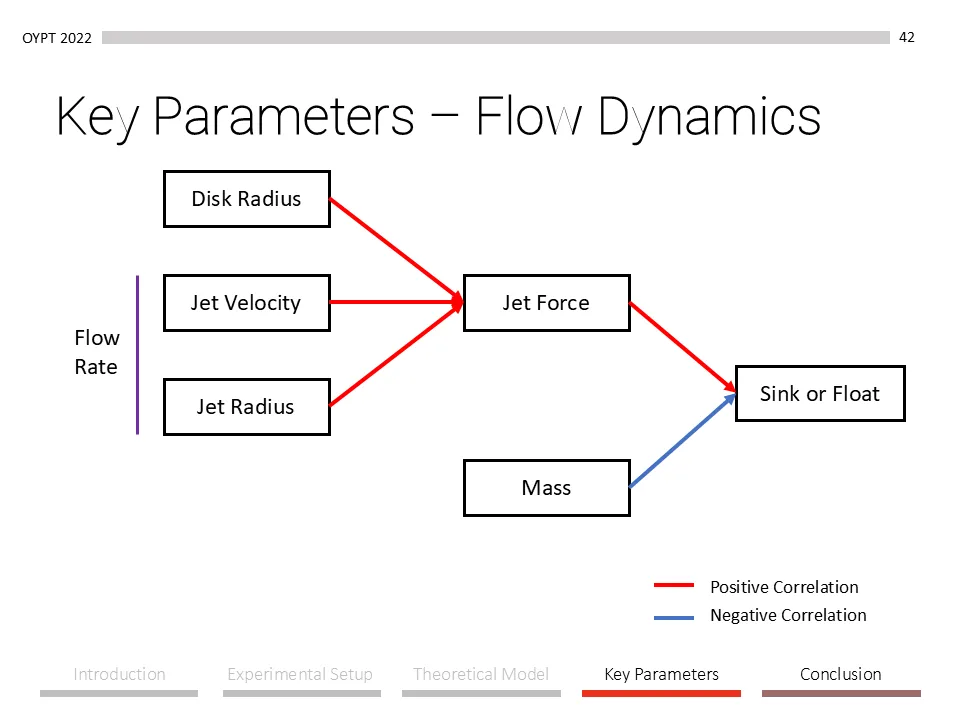 OYPT 2022
42
Key Parameters – Flow Dynamics
Disk Radius
Jet Velocity
Jet Force
Flow
Rate
Jet Radius
Sink or Float
Mass
Positive Correlation
Negative Correlation
Introduction
Experimental Setup
Theoretical Model
Key Parameters
Conclusion